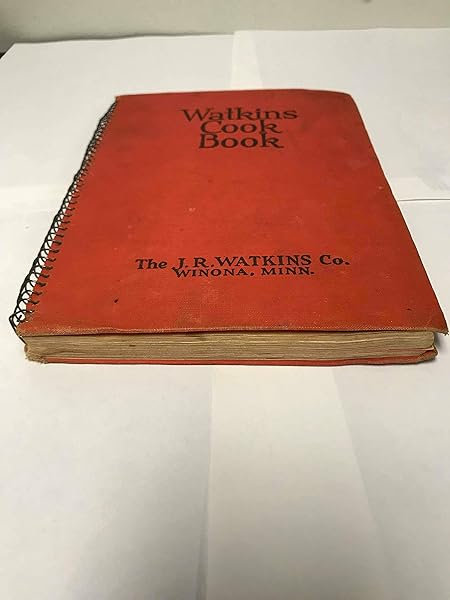 Watkins
Cook
Book
The J.R. WATKINS Co.
WINONA, MINN.